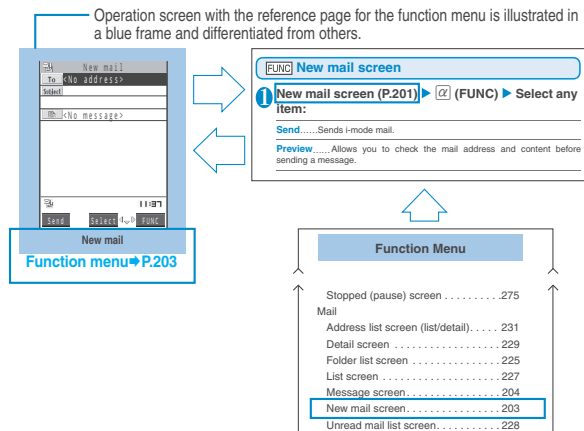 Operation screen with the reference page for the function menu is illustrated in
a blue frame and differentiated from others.
New mail
To <No address>
Subject
<No message>
11:37
Send Select FUNC
New mail
Function menu➡P.203
FUNC New mail screen
1 New mail screen (P.201) ▶ α (FUNC) ▶ Select any
item:
Send......Sends i-mode mail.
Preview......Allows you to check the mail address and content before
sending a message.
Function Menu
Stopped (pause) screen . . . . . . . . . .275
Mail
Address list screen (list/detail). . . . . 231
Detail screen . . . . . . . . . . . . . . . . . 229
Folder list screen . . . . . . . . . . . . . . 225
List screen . . . . . . . . . . . . . . . . . . 227
Message screen. . . . . . . . . . . . . . . 204
New mail screen. . . . . . . . . . . . . . . 203
Unread mail list screen. . . . . . . . . . . 228